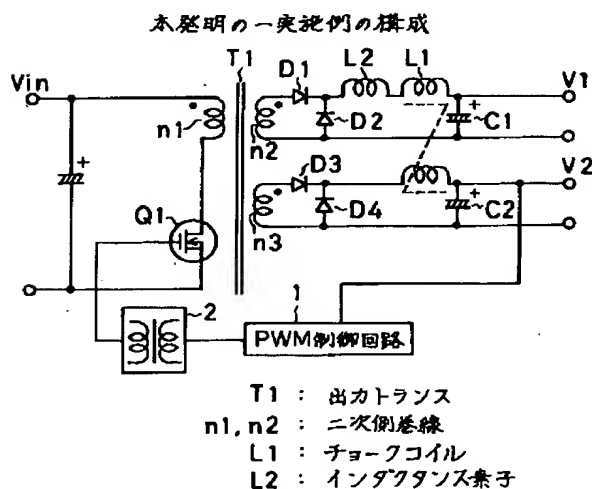 本発明の一実施例の構成
T1
D1
L2
L1
Vin
V1
n1
n2
D2
C1
D3
V2
Q1
n3
D4
C2
2
1
PWM制御回路
T1 : 出力トランス
n1, n2 : 二次側巻線
L1 : チョークコイル
L2 : インダクタンス素子